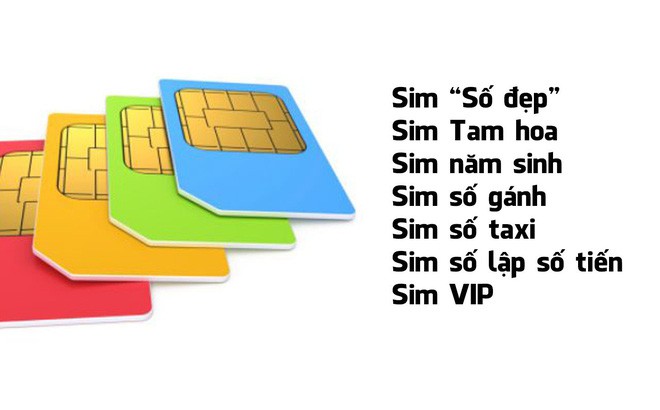 Sim “Số đẹp”
Sim Tam hoa
Sim năm sinh
Sim số gánh
Sim số taxi
Sim số lập số tiến
Sim VIP